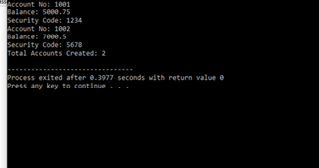 Account No: 1001
Balance: 5000.75
Security Code: 1234
Account No: 1002
Balance: 7000.5
Security Code: 5678
Total Accounts Created: 2
--------------------------------
Process exited after 0.3977 seconds with return value 0
Press any key to continue . . .